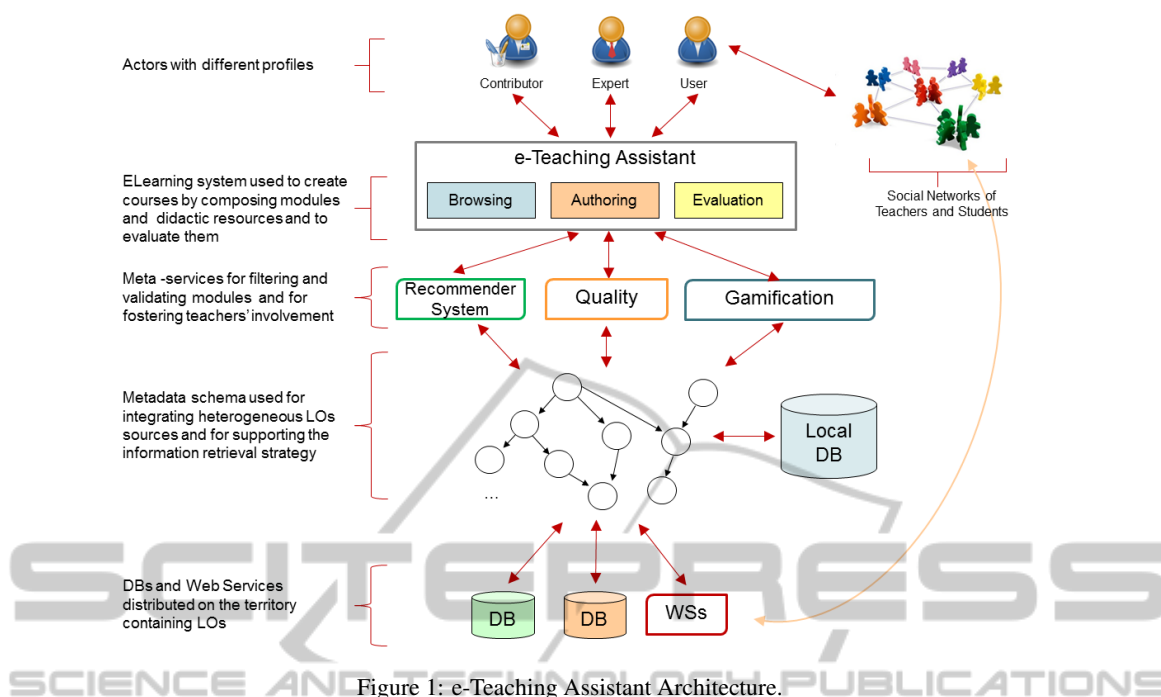 Actors with different profiles
Contributor
Expert
User
Social Networks of
Teachers and Students
e-Teaching Assistant
Browsing
Authoring
Evaluation
ELearning system used to create
courses by composing modules
and didactic resources and to
evaluate them
Meta -services for filtering and
validating modules and for
fostering teachers' involvement
Recommender
System
Quality
Gamification
Metadata schema used for
integrating heterogeneous LOs
sources and for supporting the
information retrieval strategy
...
Local
DB
DBs and Web Services
distributed on the territory
containing LOs
DB
DB
WSs
SCITEPRESS
SCIENCE AND TECHNOLOGY PUBLICATIONS
Figure 1: e-Teaching Assistant Architecture.